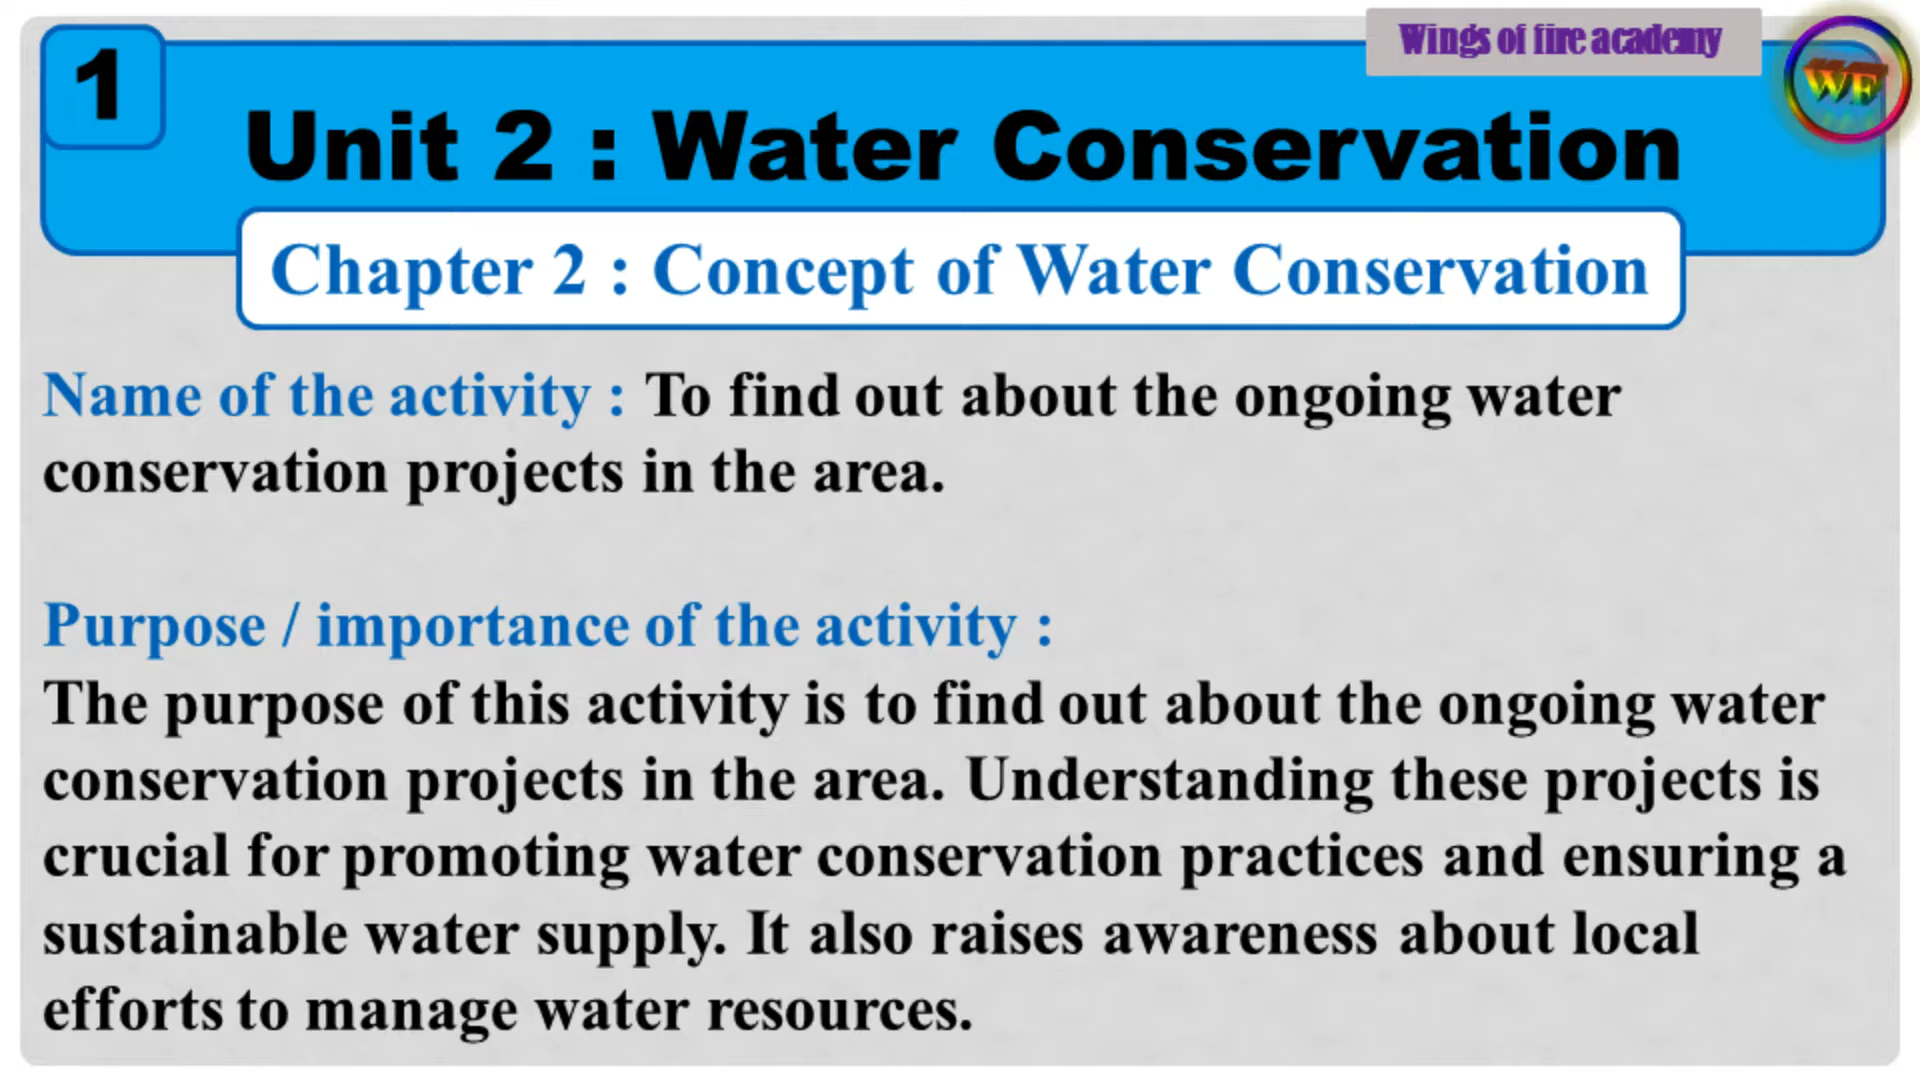 Wings of fire academy
WF
1
Unit 2 : Water Conservation
Chapter 2 : Concept of Water Conservation
Name of the activity : To find out about the ongoing water
conservation projects in the area.
Purpose / importance of the activity :
The purpose of this activity is to find out about the ongoing water
conservation projects in the area. Understanding these projects is
crucial for promoting water conservation practices and ensuring a
sustainable water supply. It also raises awareness about local
efforts to manage water resources.